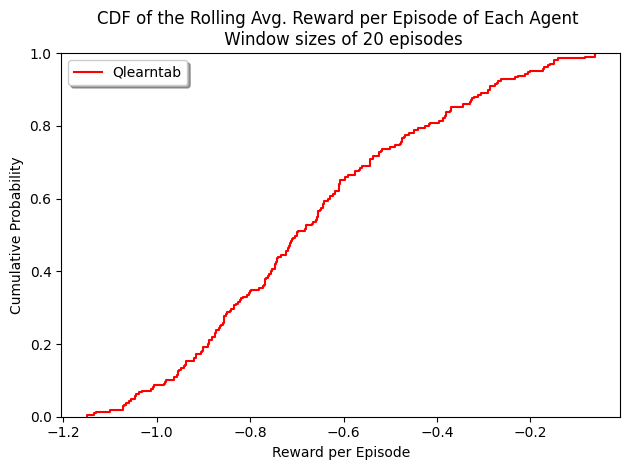 CDF of the Rolling Avg. Reward per Episode of Each Agent
Window sizes of 20 episodes
Qlearntab
Cumulative Probability
1.0
0.8
0.6
0.4
0.2
0.0
−1.2
−1.0
−0.8
−0.6
−0.4
−0.2
Reward per Episode